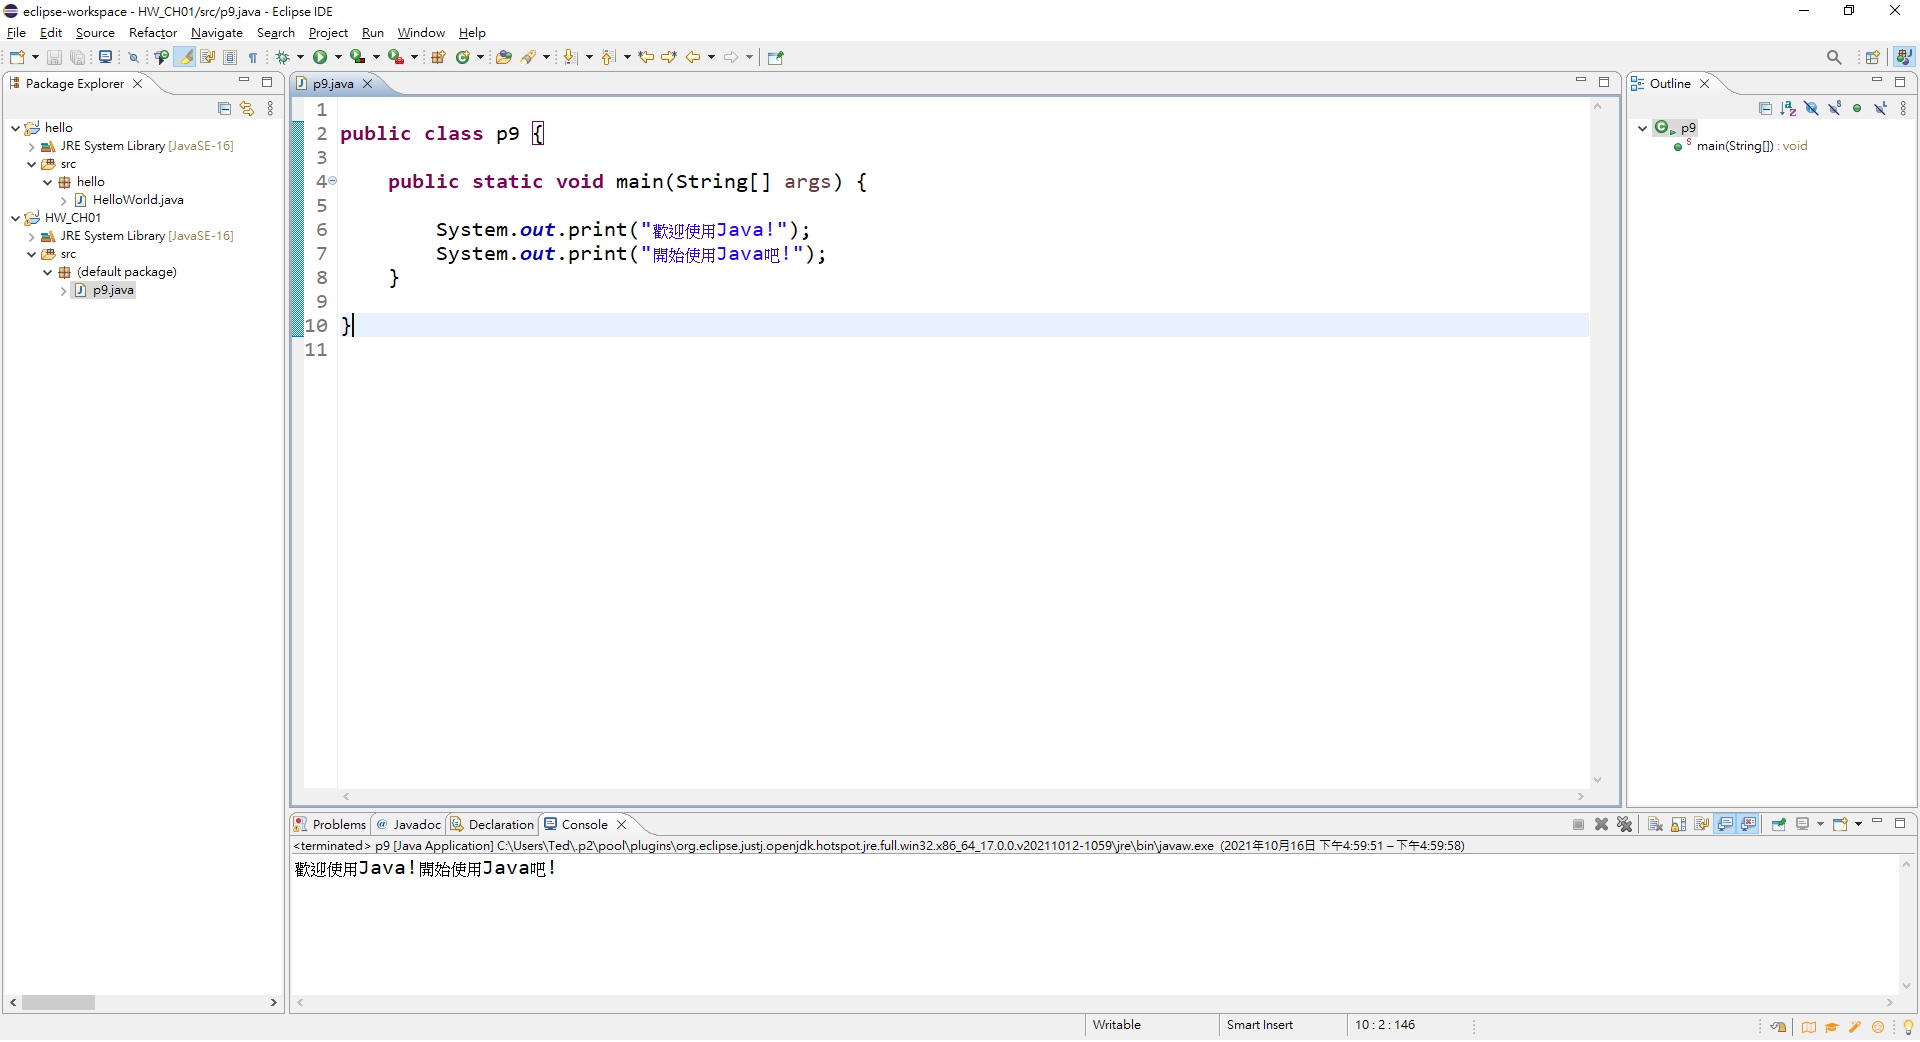 eclipse-workspace - HW_CH01/src/p9.java - Eclipse IDE
File Edit Source Refactor Navigate Search Project Run Window Help
Package Explorer
hello
JRE System Library [JavaSE-16]
src
hello
HelloWorld.java
HW_CH01
JRE System Library [JavaSE-16]
src
(default package)
p9.java
p9.java
1
2 public class p9 {
3
4 public static void main(String[] args) {
5
6 System.out.print("歡迎使用Java!");
7 System.out.print("開始使用Java吧!");
8 }
9
10 }
11
Outline
p9
main(String[]) : void
Problems @ Javadoc Declaration Console
<terminated> p9 [Java Application] C:\Users\Ted\.p2\pool\plugins\org.eclipse.justj.openjdk.hotspot.jre.full.win32.x86_64_17.0.0.v20211012-1059\jre\bin\javaw.exe (2021年10月16日 下午4:59:51 – 下午4:59:58)
歡迎使用Java!開始使用Java吧!
Writable Smart Insert 10 : 2 : 146